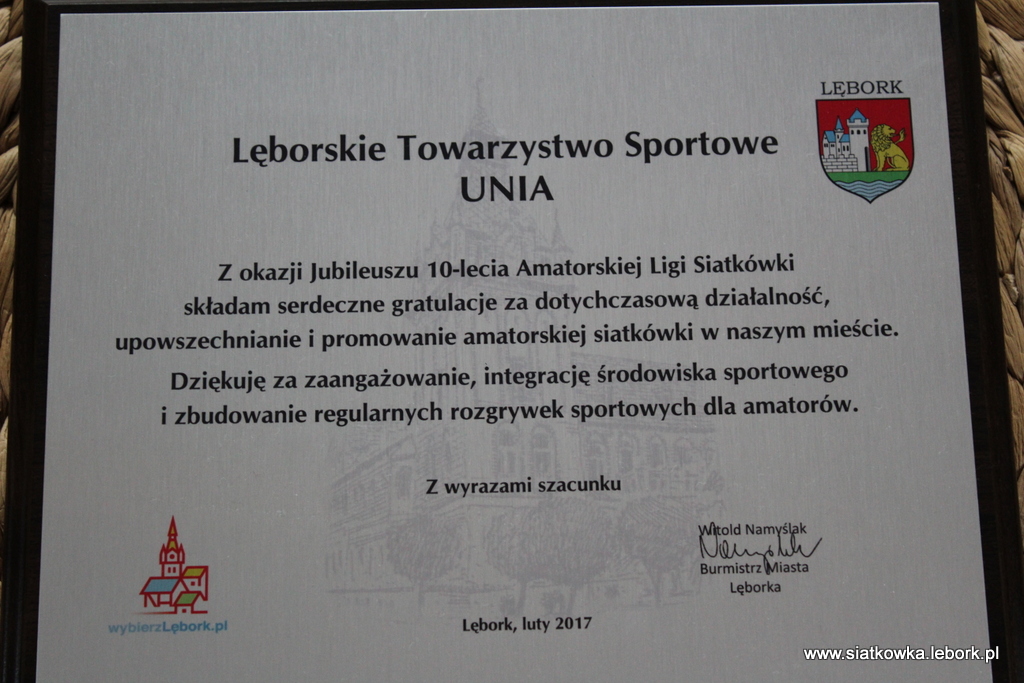 LĘBORK
Lęborskie Towarzystwo Sportowe
UNIA
Z okazji Jubileuszu 10-lecia Amatorskiej Ligi Siatkówki
składam serdeczne gratulacje za dotychczasową działalność,
upowszechnianie i promowanie amatorskiej siatkówki w naszym mieście.
Dziękuję za zaangażowanie, integrację środowiska sportowego
i zbudowanie regularnych rozgrywek sportowych dla amatorów.
Z wyrazami szacunku
Witold Namyślak
Burmistrz Miasta
Lęborka
wybierzLębork.pl
Lębork, luty 2017
www.siatkowka.lebork.pl